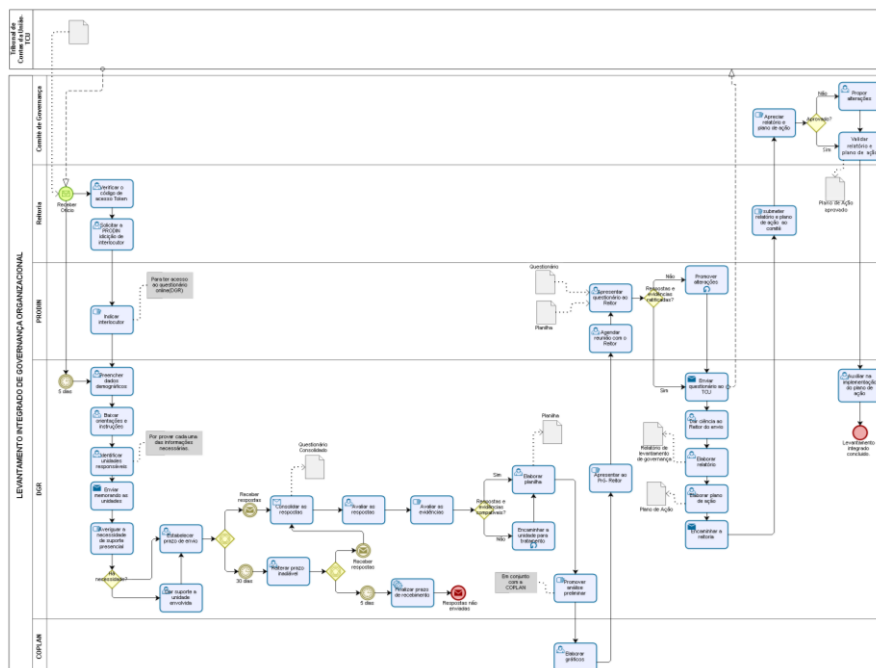 Tribunal de
Contas da União-
TCU
LEVANTAMENTO INTEGRADO DE GOVERNANÇA ORGANIZACIONAL
Comitê de Governança
Reitoria
PRODIN
DGR
COPLAN
Receber
Ofício
Verificar o
código de
acesso Token
Solicitar a
PRODIN
indicação de
interlocutor
Para ter acesso
ao questionário
online(DGR)
Indicar
interlocutor
5 dias
Preencher
dados
demográficos
Baixar
orientações e
instruções
Identificar
unidades
responsáveis
Por prover cada uma
das informações
necessárias.
Enviar
memorando as
unidades
Averiguar a
necessidade
de suporte
presencial
Há
necessidade?
Estabelecer
prazo de envio
Dar suporte a
unidade
envolvida
Receber
respostas
30 dias
Questionário
Consolidado
Consolidar as
respostas
Reiterar prazo
inadiável
Receber
respostas
5 dias
Finalizar prazo
de recebimento
Respostas não
enviadas
Avaliar as
respostas
Avaliar as
evidências
Respostas e
evidências
compatíveis?
Sim
Não
Planilha
Elaborar
planilha
Encaminhar a
unidade para
tratamento
Em conjunto
com a
COPLAN
Promover
análise
preliminar
Elaborar
gráficos
Apresentar ao
Pró- Reitor
Agendar
reunião com o
Reitor
Questionário
Planilha
Apresentar
questionário ao
Reitor
Respostas e
evidências
Não
Sim
Promover
alterações
Enviar
questionário ao
TCU
Dar ciência ao
Reitor do envio
Relatório de
levantamento
de governança
Elaborar
relatório
Plano de Ação
Elaborar plano
de ação
Encaminhar a
reitoria
submeter
relatório e plano
de ação ao
comitê
Apreciar
relatório e
plano de ação
Aprovado?
Não
Sim
Propor
alterações
Validar
relatório e
plano de ação
Plano de Ação
aprovado
Auxiliar na
implementação
do plano de
ação
Levantamento
integrado
concluído.